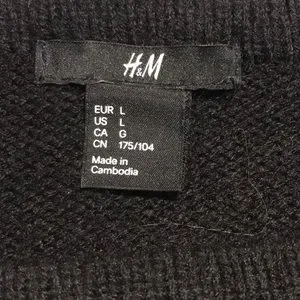 H&M
EUR L
US L
CA G
CN 175/104
Made in
Cambodia